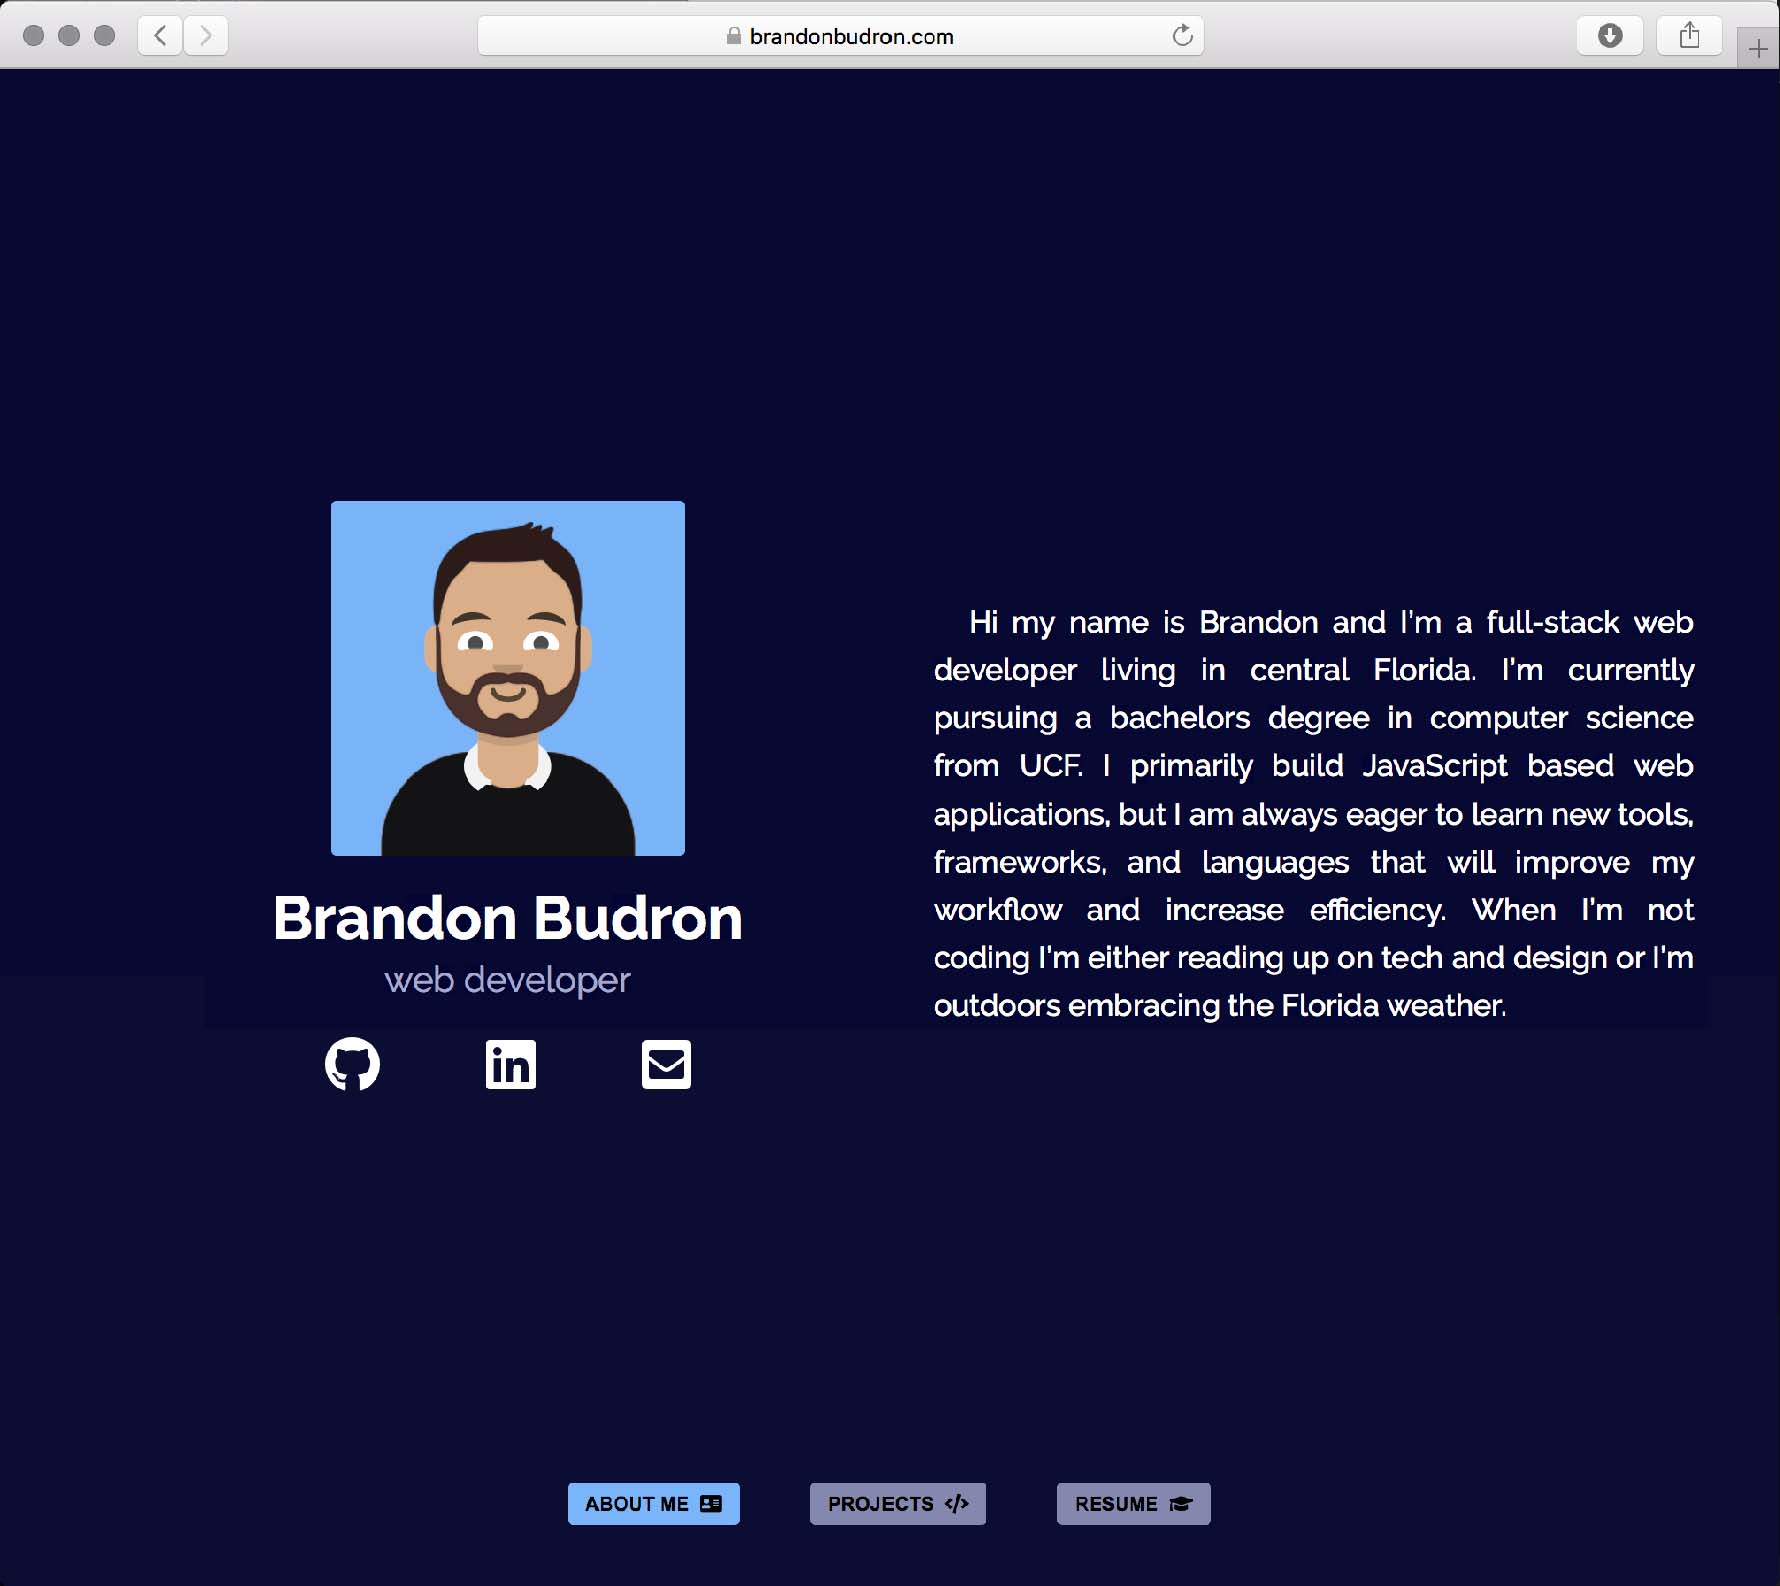 brandonbudron.com
Brandon Budron
web developer
Hi my name is Brandon and I'm a full-stack web
developer living in central Florida. I'm currently
pursuing a bachelors degree in computer science
from UCF. I primarily build JavaScript based web
applications, but I am always eager to learn new tools,
frameworks, and languages that will improve my
workflow and increase efficiency. When I'm not
coding I'm either reading up on tech and design or I'm
outdoors embracing the Florida weather.
ABOUT ME
PROJECTS
RESUME